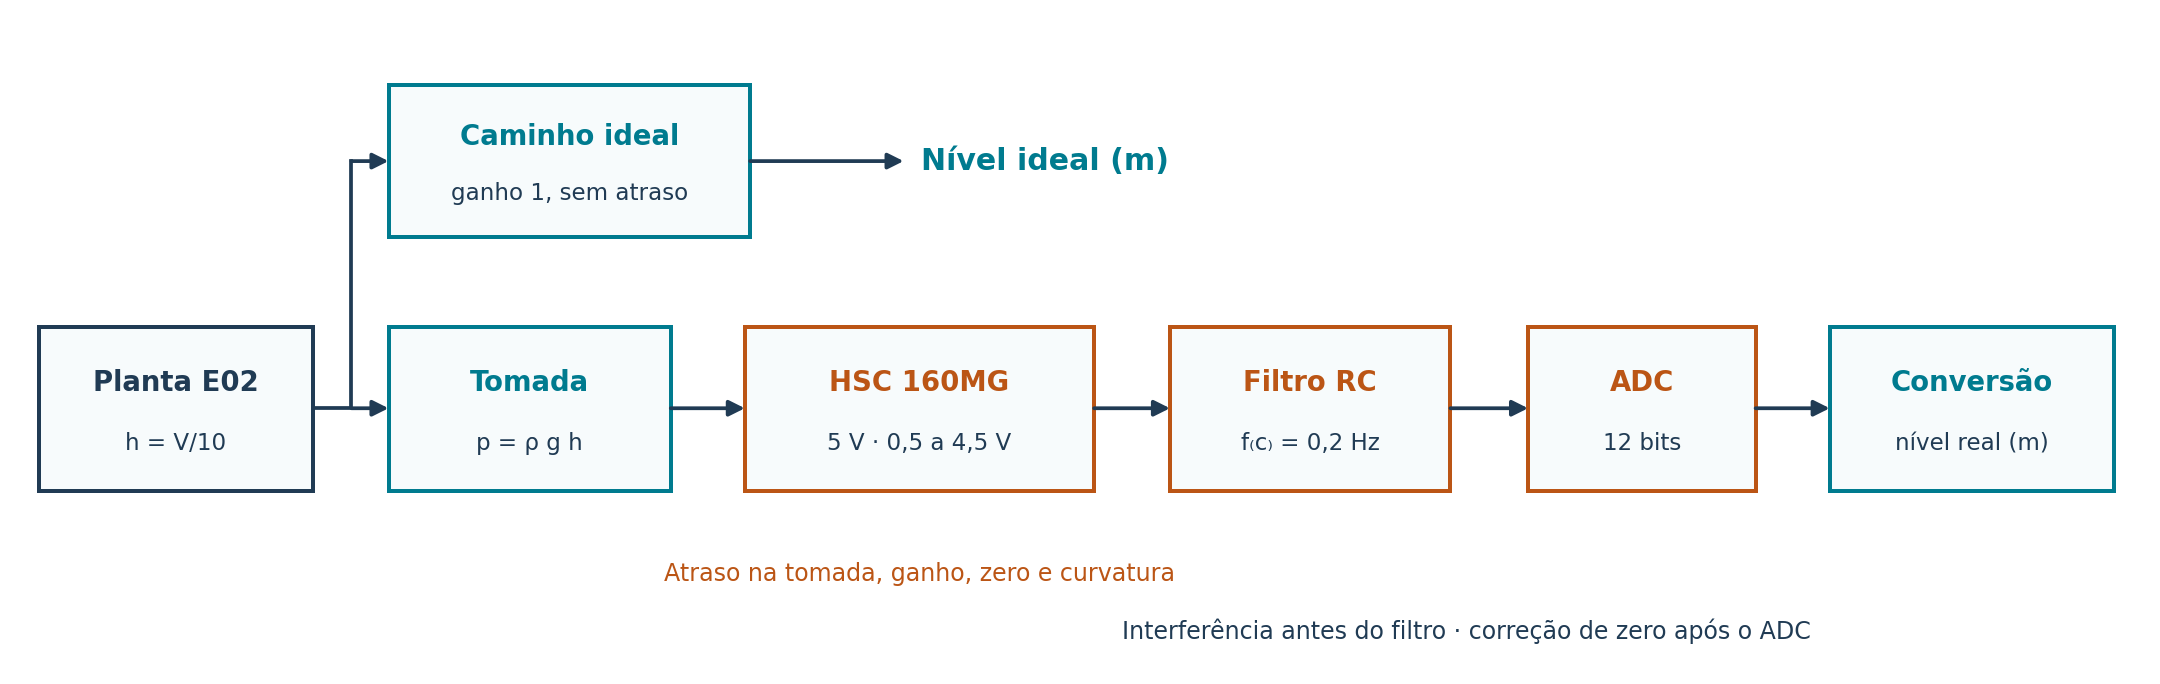 Caminho ideal
ganho 1, sem atraso
Nível ideal (m)
Planta E02
h = V/10
Tomada
p = ρ g h
HSC 160MG
5 V · 0,5 a 4,5 V
Filtro RC
f₍c₎ = 0,2 Hz
ADC
12 bits
Conversão
nível real (m)
Atraso na tomada, ganho, zero e curvatura
Interferência antes do filtro · correção de zero após o ADC